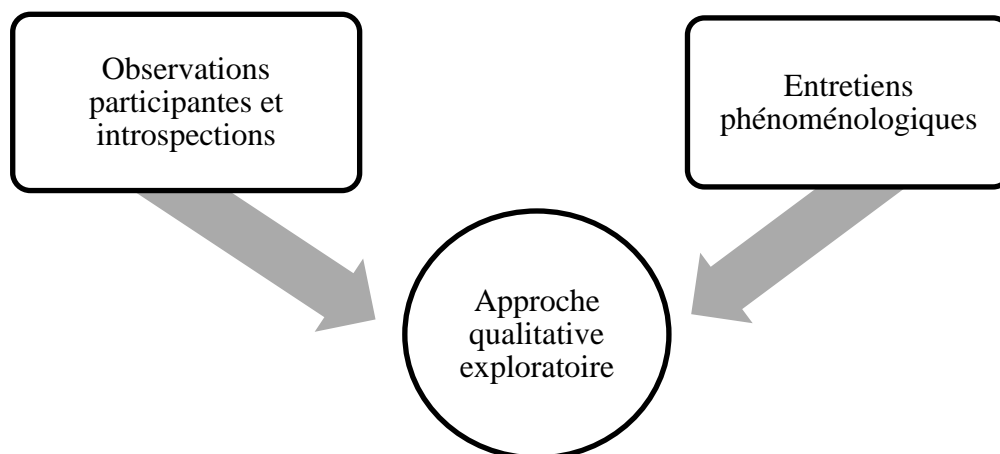 Observations
participantes et
introspections
Entretiens
phénoménologiques
Approche
qualitative
exploratoire